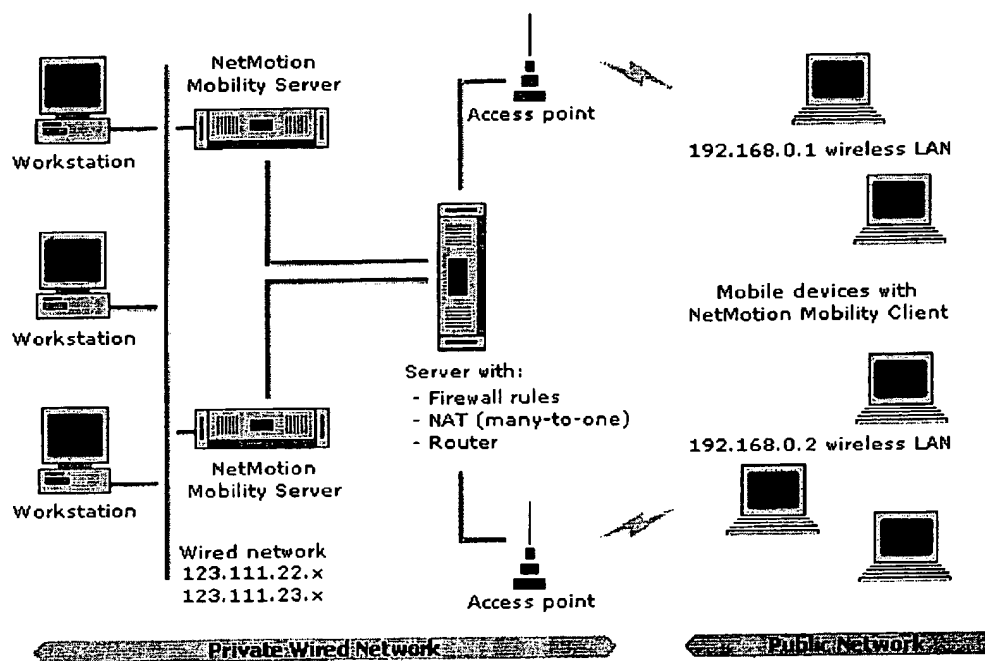 NetMotion
Mobility Server
Workstation
Access point
192.168.0.1 wireless LAN
Workstation
Mobile devices with
NetMotion Mobility Client
Server with:
- Firewall rules
- NAT (many-to-one)
- Router
192.168.0.2 wireless LAN
NetMotion
Mobility Server
Workstation
Wired network
123.111.22.x
123.111.23.x
Access point
Private Wired Network
Public Network